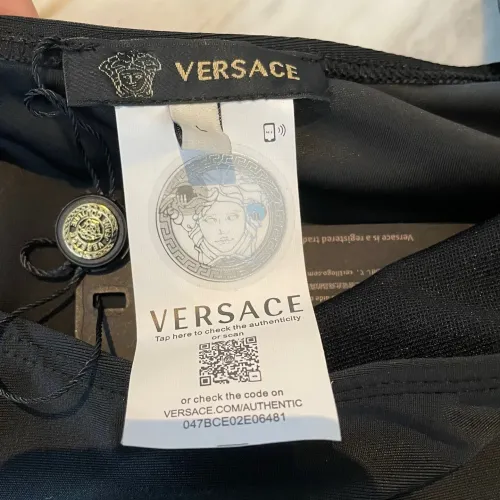 VERSACE
VERSACE
Tap here to check the authenticity
or scan
or check the code on
VERSACE.COM/AUTHENTIC
047BCE02E06481
Versace is a registered trad